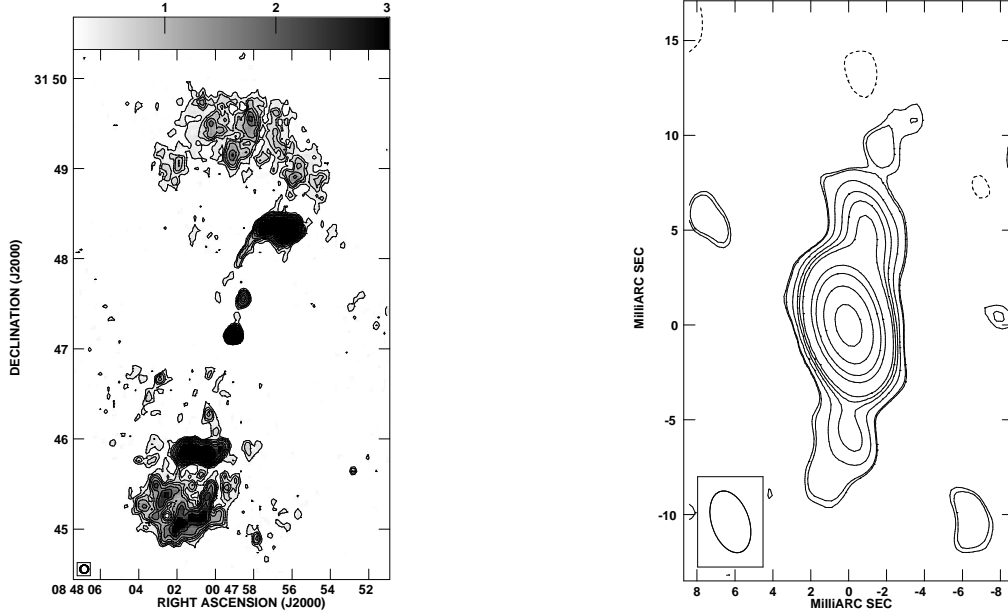 1 2 3
31 50
49
48
47
46
45
DECLINATION (J2000)
08 48 06 04 02 00 47 58 56 54 52
RIGHT ASCENSION (J2000)
15
10
5
0
-5
-10
MilliARC SEC
8 6 4 2 0 -2 -4 -6 -8
MilliARC SEC